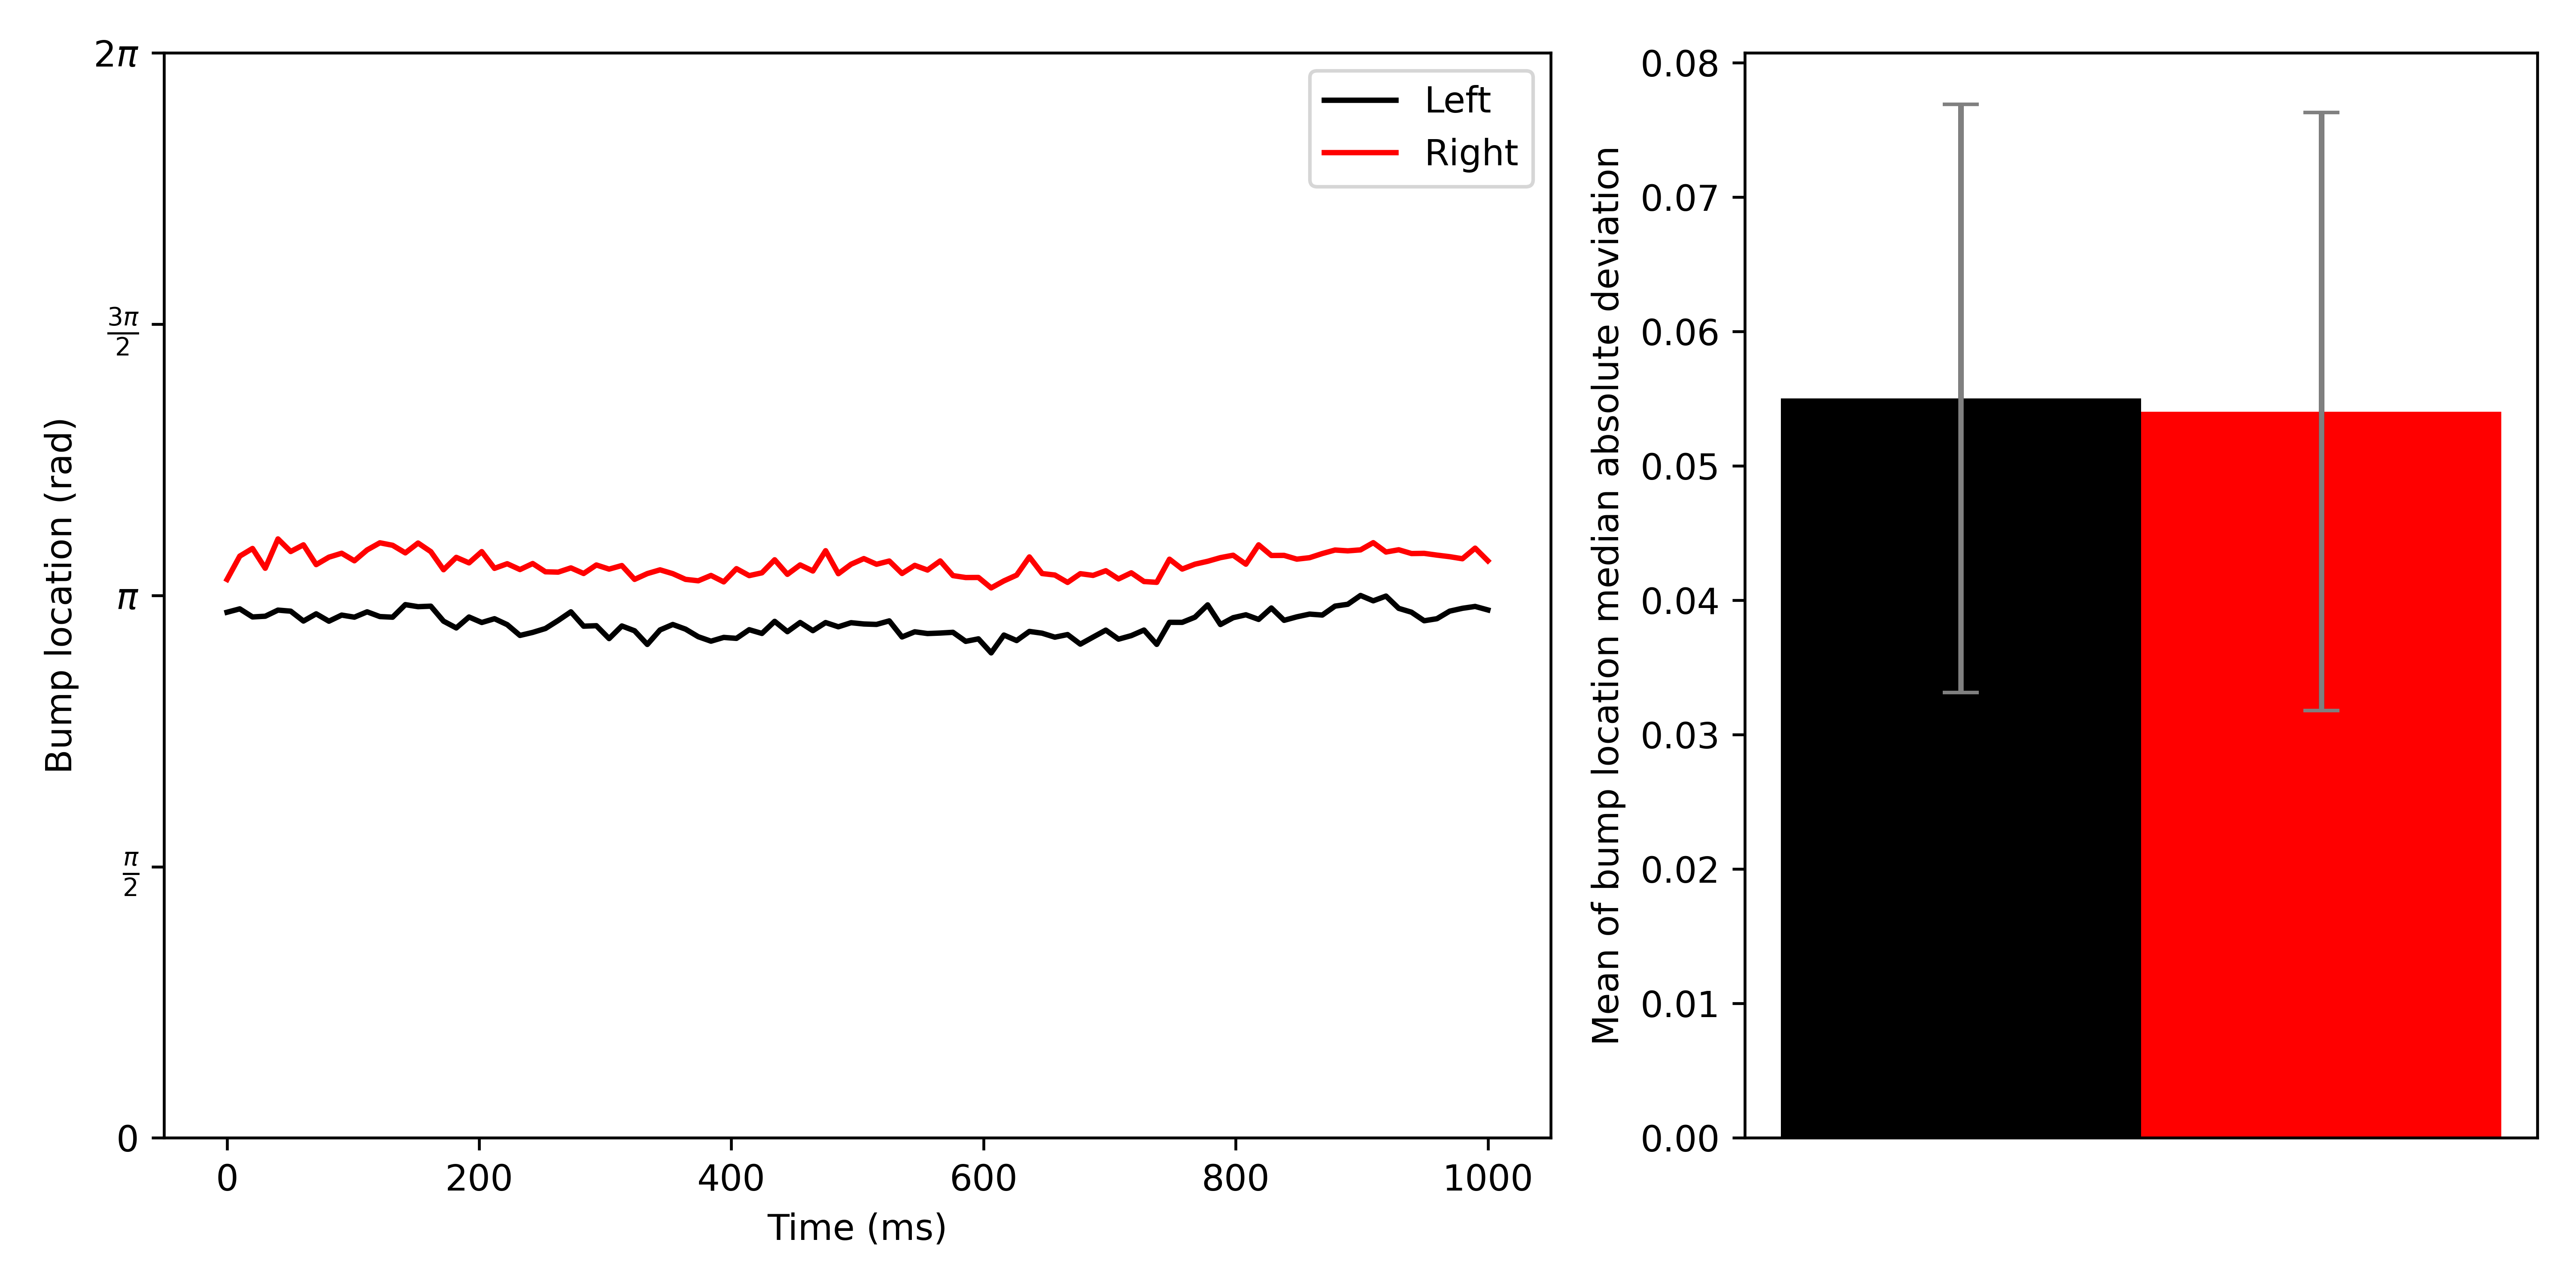 2π
3π/2
π
π/2
0
Bump location (rad)
0 200 400 600 800 1000
Time (ms)
Left
Right
0.08
0.07
0.06
0.05
0.04
0.03
0.02
0.01
0.00
Mean of bump location median absolute deviation